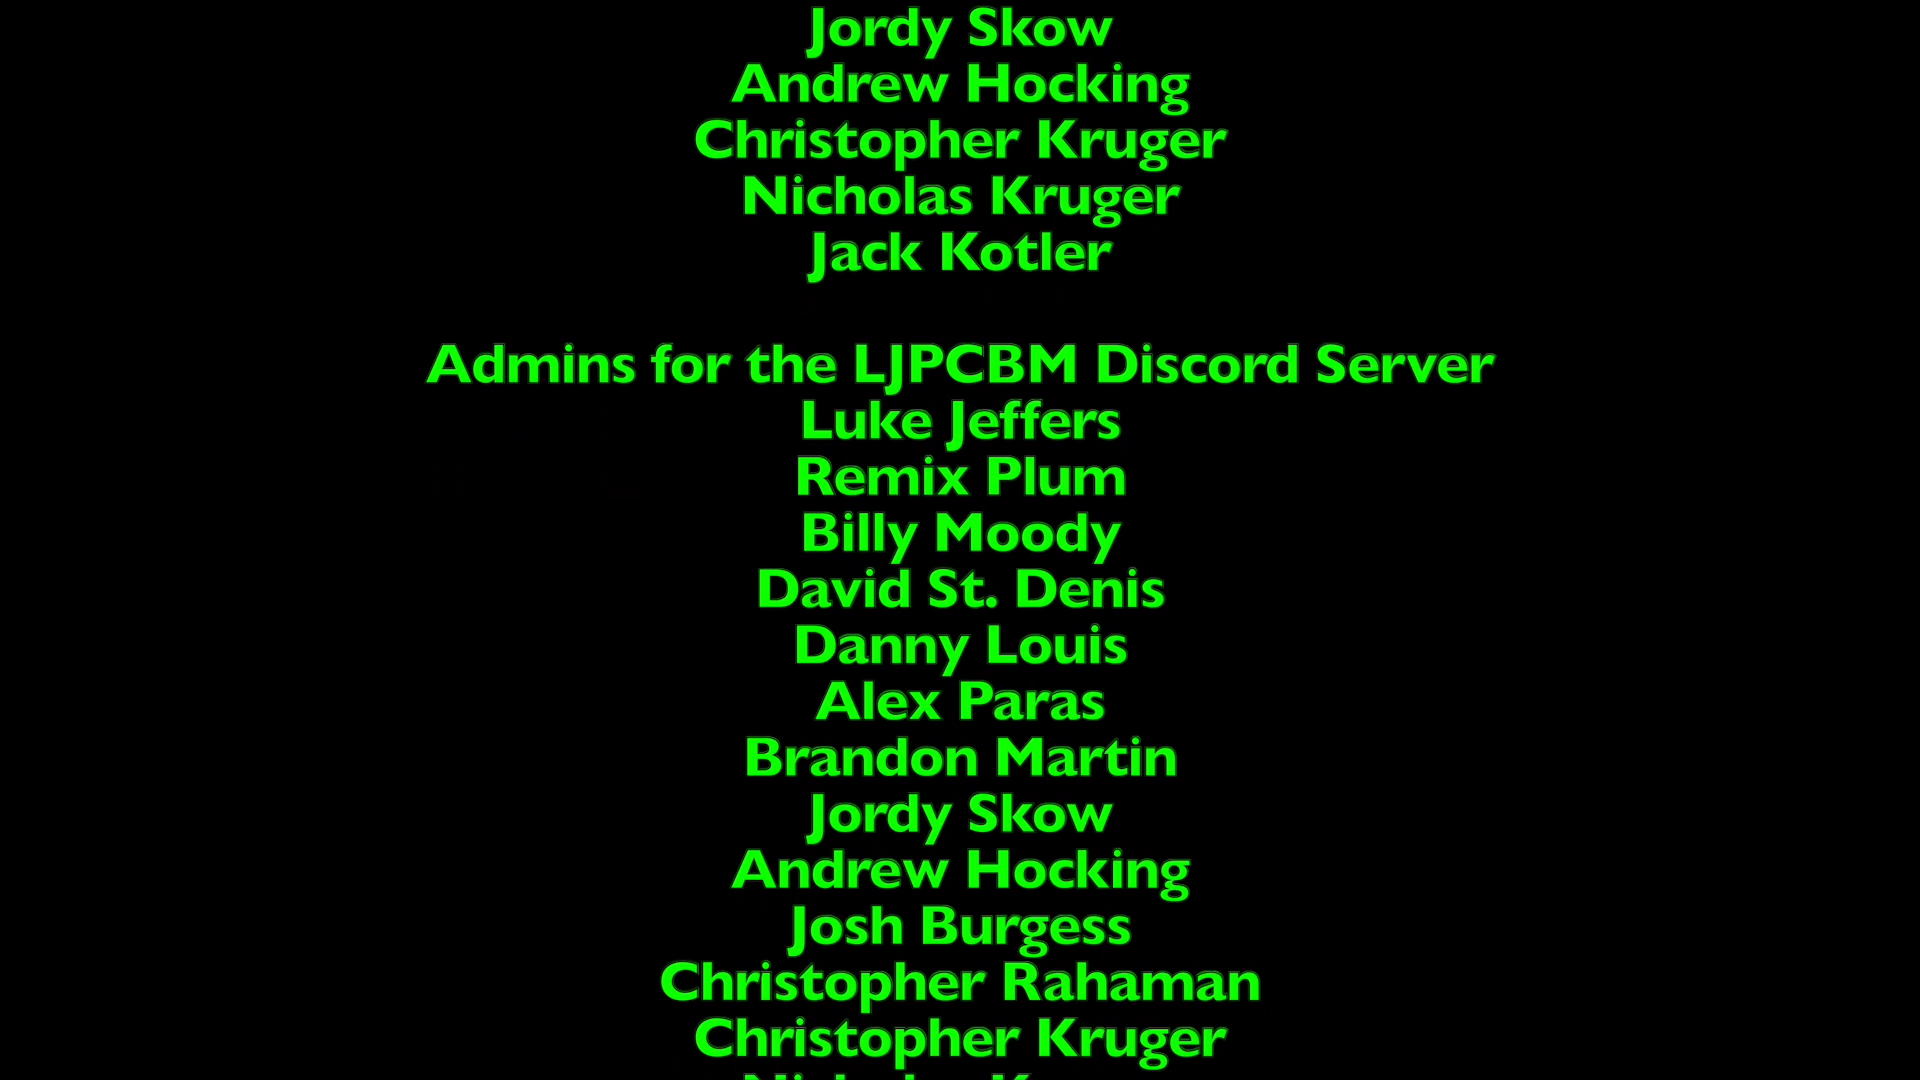 Jordy Skow
Andrew Hocking
Christopher Kruger
Nicholas Kruger
Jack Kotler
Admins for the LJPCBM Discord Server
Luke Jeffers
Remix Plum
Billy Moody
David St. Denis
Danny Louis
Alex Paras
Brandon Martin
Jordy Skow
Andrew Hocking
Josh Burgess
Christopher Rahaman
Christopher Kruger